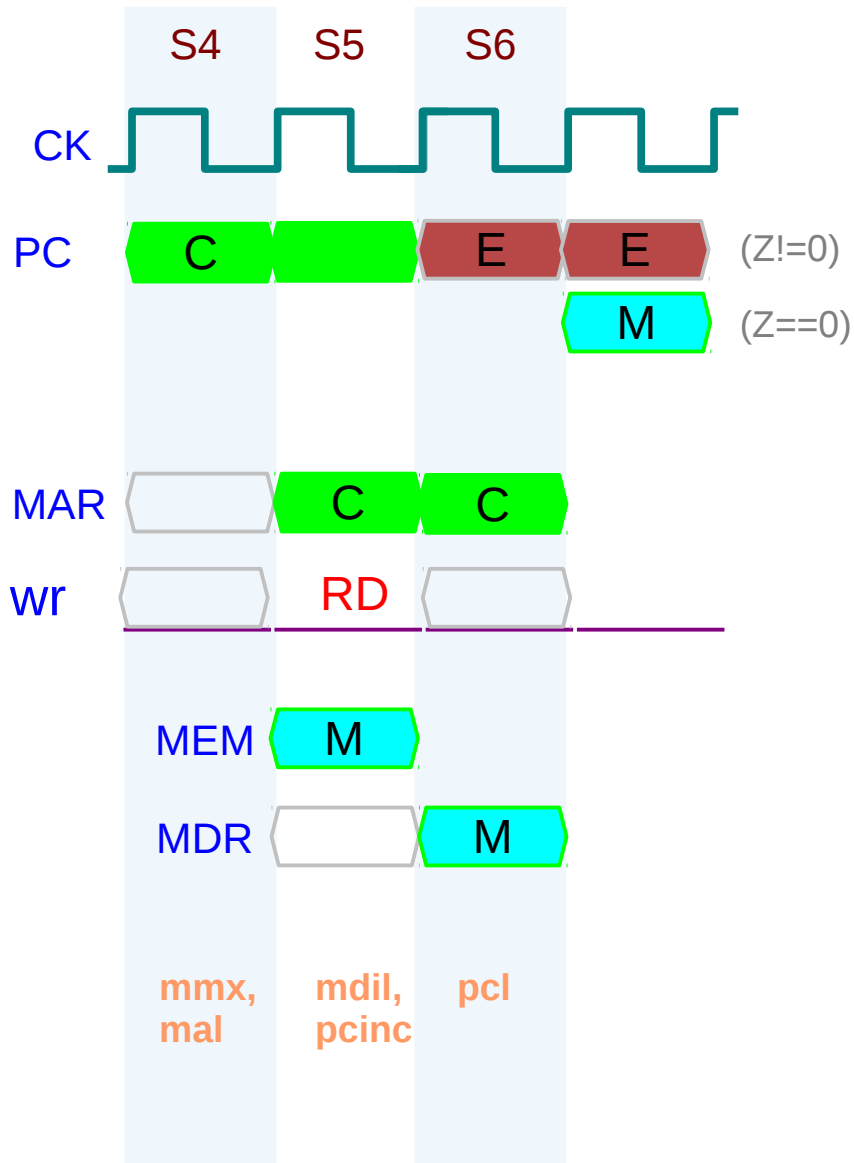 S4 S5 S6
CK
PC C E E (Z!=0)
M (Z==0)
MAR C C
wr RD
MEM M
MDR M
mmx, mdil, pcl
mal pcinc